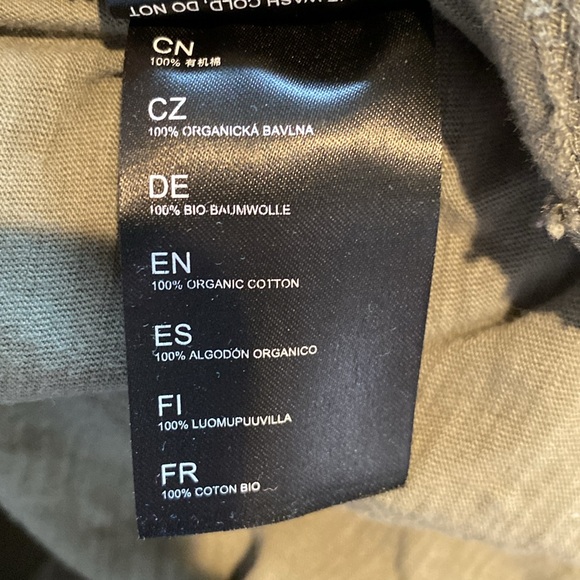 WASH COLD, DO NOT
CN
100% 有机棉
CZ
100% ORGANICKÁ BAVLNA
DE
100% BIO-BAUMWOLLE
EN
100% ORGANIC COTTON
ES
100% ALGODÓN ORGANICO
FI
100% LUOMUPUUVILLA
FR
100% COTON BIO